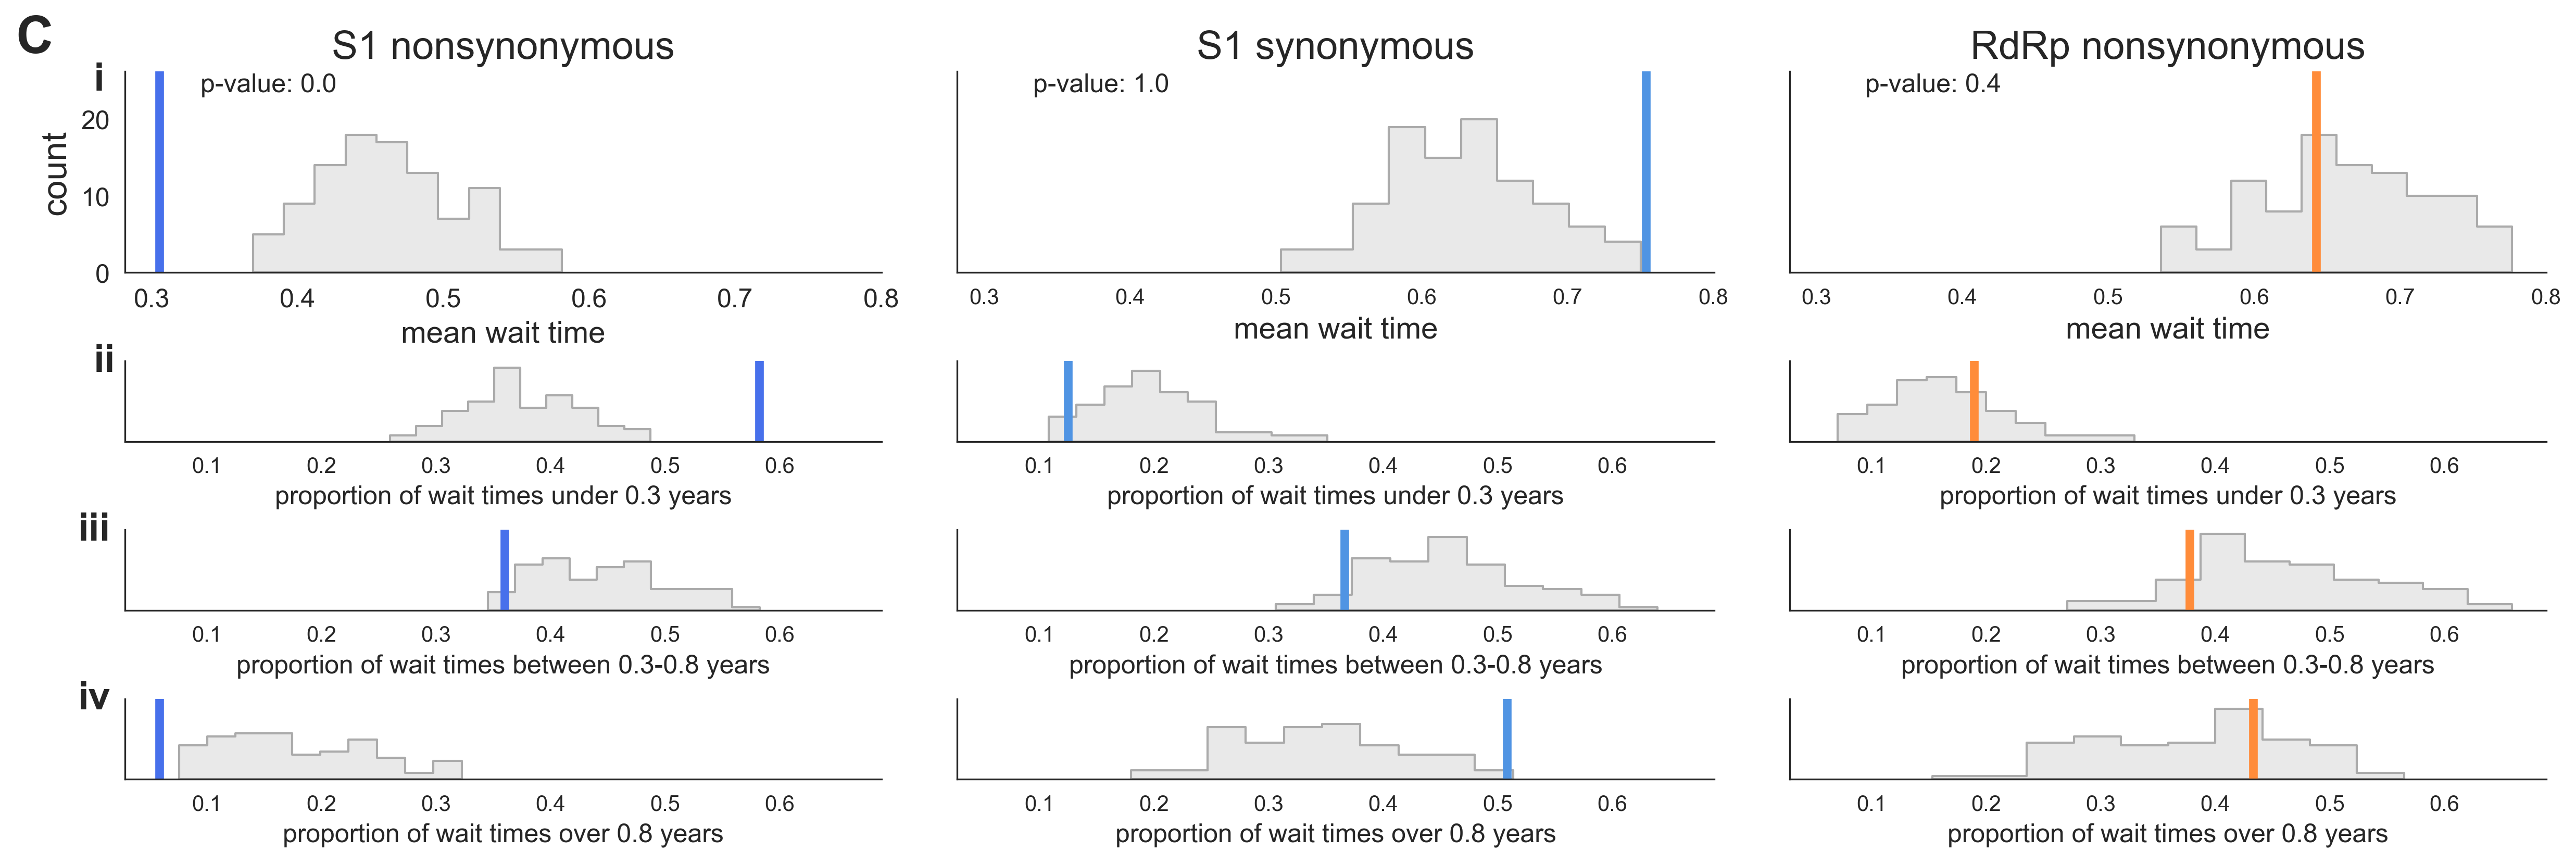 C
S1 nonsynonymous
S1 synonymous
RdRp nonsynonymous
i
p-value: 0.0
p-value: 1.0
p-value: 0.4
count
20
10
0
0.3 0.4 0.5 0.6 0.7 0.8
0.3 0.4 0.5 0.6 0.7 0.8
0.3 0.4 0.5 0.6 0.7 0.8
mean wait time
mean wait time
mean wait time
ii
0.1 0.2 0.3 0.4 0.5 0.6
0.1 0.2 0.3 0.4 0.5 0.6
0.1 0.2 0.3 0.4 0.5 0.6
proportion of wait times under 0.3 years
proportion of wait times under 0.3 years
proportion of wait times under 0.3 years
iii
0.1 0.2 0.3 0.4 0.5 0.6
0.1 0.2 0.3 0.4 0.5 0.6
0.1 0.2 0.3 0.4 0.5 0.6
proportion of wait times between 0.3-0.8 years
proportion of wait times between 0.3-0.8 years
proportion of wait times between 0.3-0.8 years
iv
0.1 0.2 0.3 0.4 0.5 0.6
0.1 0.2 0.3 0.4 0.5 0.6
0.1 0.2 0.3 0.4 0.5 0.6
proportion of wait times over 0.8 years
proportion of wait times over 0.8 years
proportion of wait times over 0.8 years